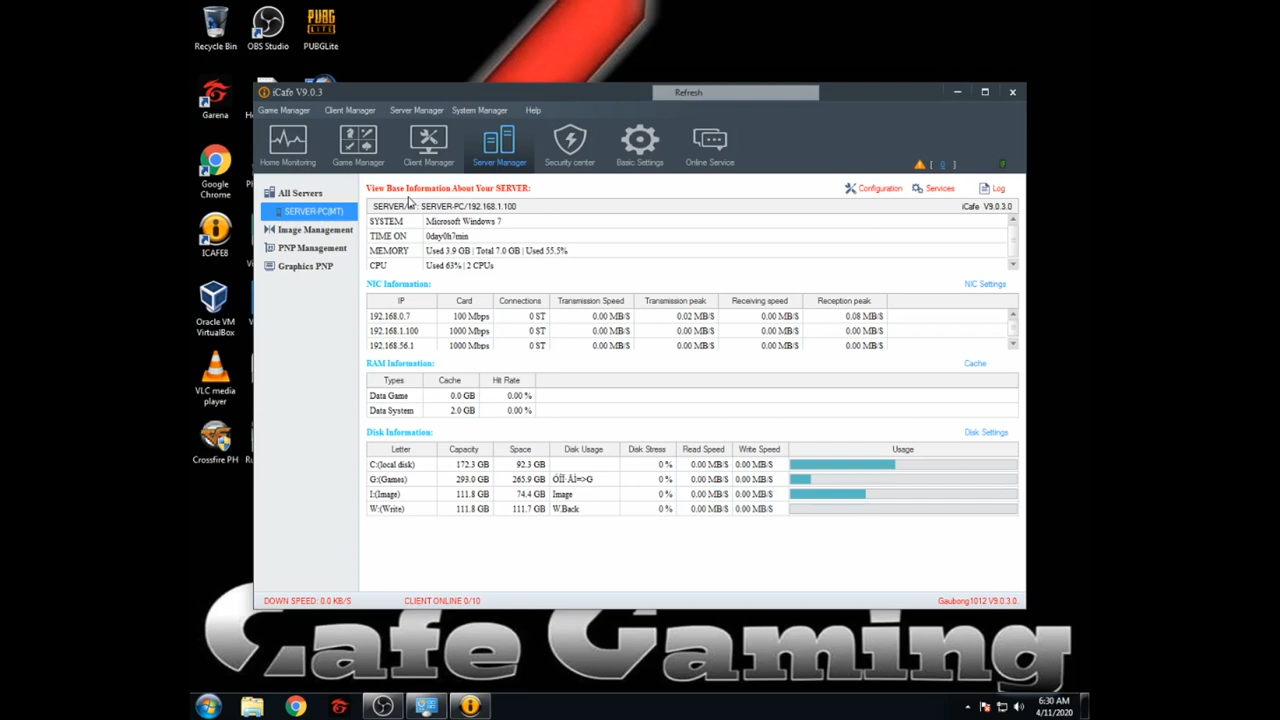 Recycle Bin
OBS Studio
PUBGLite
Garena
Google Chrome
ICAFE8
Oracle VM VirtualBox
VLC media player
Crossfire PH
iCafe V9.0.3
Refresh
Game Manager Client Manager Server Manager System Manager Help
Home Monitoring Game Manager Client Manager Server Manager Security center Basic Settings Online Service
[ 0 ]
All Servers
SERVER-PC(MT)
Image Management
PNP Management
Graphics PNP
View Base Information About Your SERVER: Configuration Services Log
SERVER/ : SERVER-PC/192.168.1.100 iCafe V9.0.3.0
SYSTEM Microsoft Windows 7
TIME ON 0day0h7min
MEMORY Used 3.9 GB | Total 7.0 GB | Used 55.5%
CPU Used 63% | 2 CPUs
NIC Information: NIC Settings
IP Card Connections Transmission Speed Transmission peak Receiving speed Reception peak
192.168.0.7 100 Mbps 0 ST 0.00 MB/S 0.02 MB/S 0.00 MB/S 0.08 MB/S
192.168.1.100 1000 Mbps 0 ST 0.00 MB/S 0.00 MB/S 0.00 MB/S 0.00 MB/S
192.168.56.1 1000 Mbps 0 ST 0.00 MB/S 0.00 MB/S 0.00 MB/S 0.00 MB/S
RAM Information: Cache
Types Cache Hit Rate
Data Game 0.0 GB 0.00 %
Data System 2.0 GB 0.00 %
Disk Information: Disk Settings
Letter Capacity Space Disk Usage Disk Stress Read Speed Write Speed Usage
C:(local disk) 172.3 GB 92.3 GB 0 % 0.00 MB/S 0.00 MB/S
G:(Games) 293.0 GB 265.9 GB ÓÎÏ·ÅÌ=>G 0 % 0.00 MB/S 0.00 MB/S
I:(Image) 111.8 GB 74.4 GB Image 0 % 0.00 MB/S 0.00 MB/S
W:(Write) 111.8 GB 111.7 GB W.Back 0 % 0.00 MB/S 0.00 MB/S
DOWN SPEED: 0.0 KB/S CLIENT ONLINE 0/10 Gaubong1012 V9.0.3.0
Cafe Gaming
6:30 AM
4/11/2020